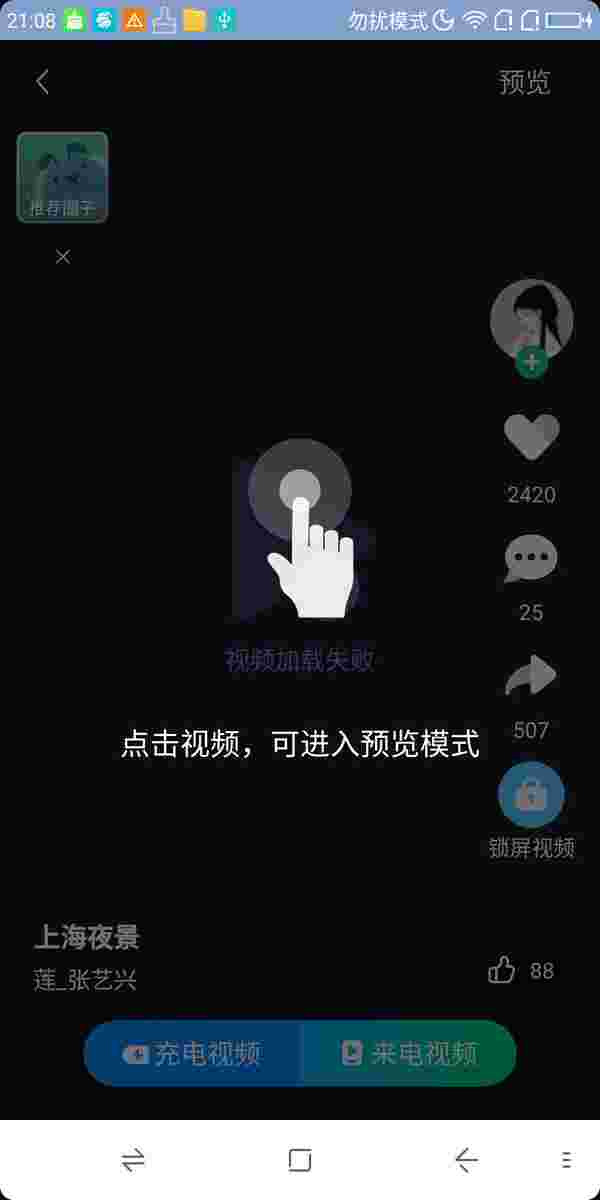 21:08
勿扰模式
预览
推荐圈子
2420
25
视频加载失败
507
点击视频，可进入预览模式
锁屏视频
上海夜景
莲_张艺兴
88
充电视频
来电视频